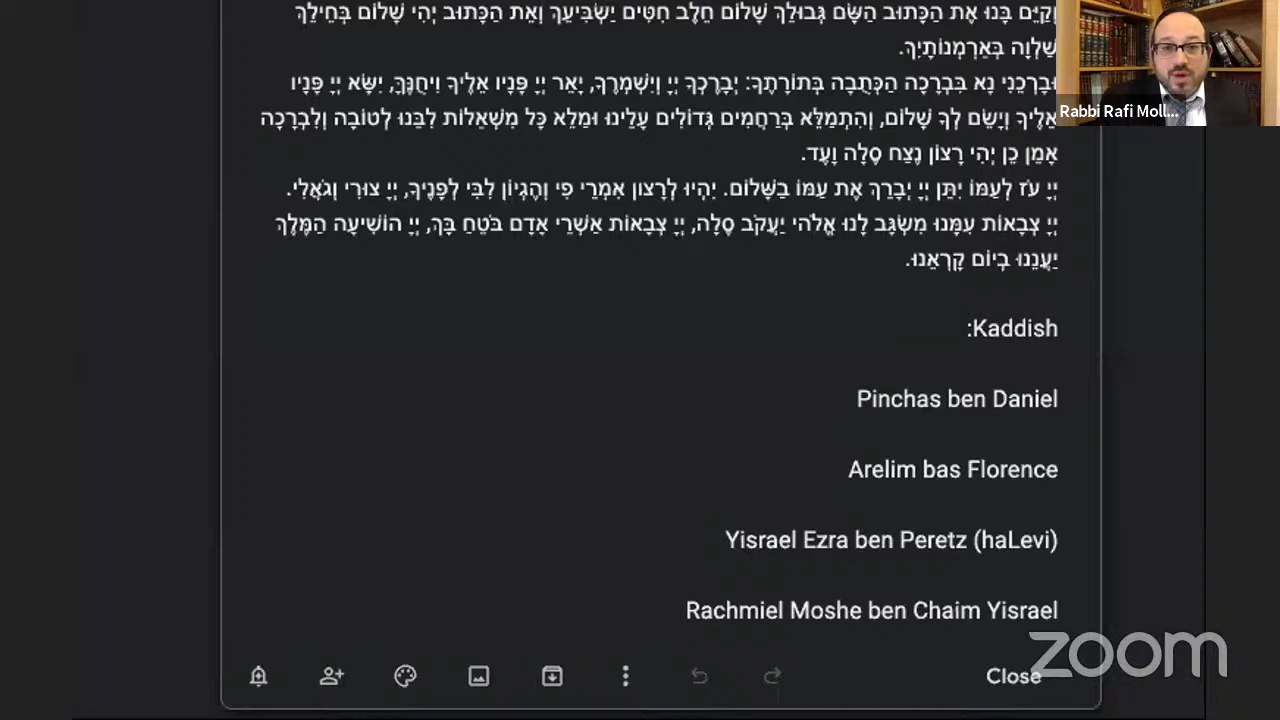 וְקַיֵּם בָּנוּ אֶת הַכָּתוּב הַשָּׂם גְּבוּלֵךְ שָׁלוֹם חֵלֶב חִטִּים יַשְׂבִּיעֵךְ וְאֶת הַכָּתוּב יְהִי שָׁלוֹם בְּחֵילֵךְ
שַׁלְוָה בְּאַרְמְנוֹתָיִךְ.
וּבָרְכֵנִי נָא בִּבְרָכָה הַכְּתֻבָה בְּתוֹרָתֶךָ: יְבָרֶכְךָ יְיָ וְיִשְׁמְרֶךָ, יָאֵר יְיָ פָּנָיו אֵלֶיךָ וִיחֻנֶּךָּ, יִשָּׂא יְיָ פָּנָיו
אֵלֶיךָ וְיָשֵׂם לְךָ שָׁלוֹם, וְהִתְמַלֵּא בְּרַחֲמִים גְּדוֹלִים עָלֵינוּ וּמַלֵּא כָּל מִשְׁאֲלוֹת לִבֵּנוּ לְטוֹבָה וְלִבְרָכָה
אָמֵן כֵּן יְהִי רָצוֹן נֶצַח סֶלָה וָעֶד.
יְיָ עֹז לְעַמּוֹ יִתֵּן יְיָ יְבָרֵךְ אֶת עַמּוֹ בַשָּׁלוֹם. יִהְיוּ לְרָצוֹן אִמְרֵי פִי וְהֶגְיוֹן לִבִּי לְפָנֶיךָ, יְיָ צוּרִי וְגֹאֲלִי.
יְיָ צְבָאוֹת עִמָּנוּ מִשְׂגָּב לָנוּ אֱלֹהֵי יַעֲקֹב סֶלָה, יְיָ צְבָאוֹת אַשְׁרֵי אָדָם בֹּטֵחַ בָּךְ, יְיָ הוֹשִׁיעָה הַמֶּלֶךְ
יַעֲנֵנוּ בְיוֹם קָרְאֵנוּ.
:Kaddish
Pinchas ben Daniel
Arelim bas Florence
Yisrael Ezra ben Peretz (haLevi)
Rachmiel Moshe ben Chaim Yisrael
Close
Rabbi Rafi Moll...
zoom